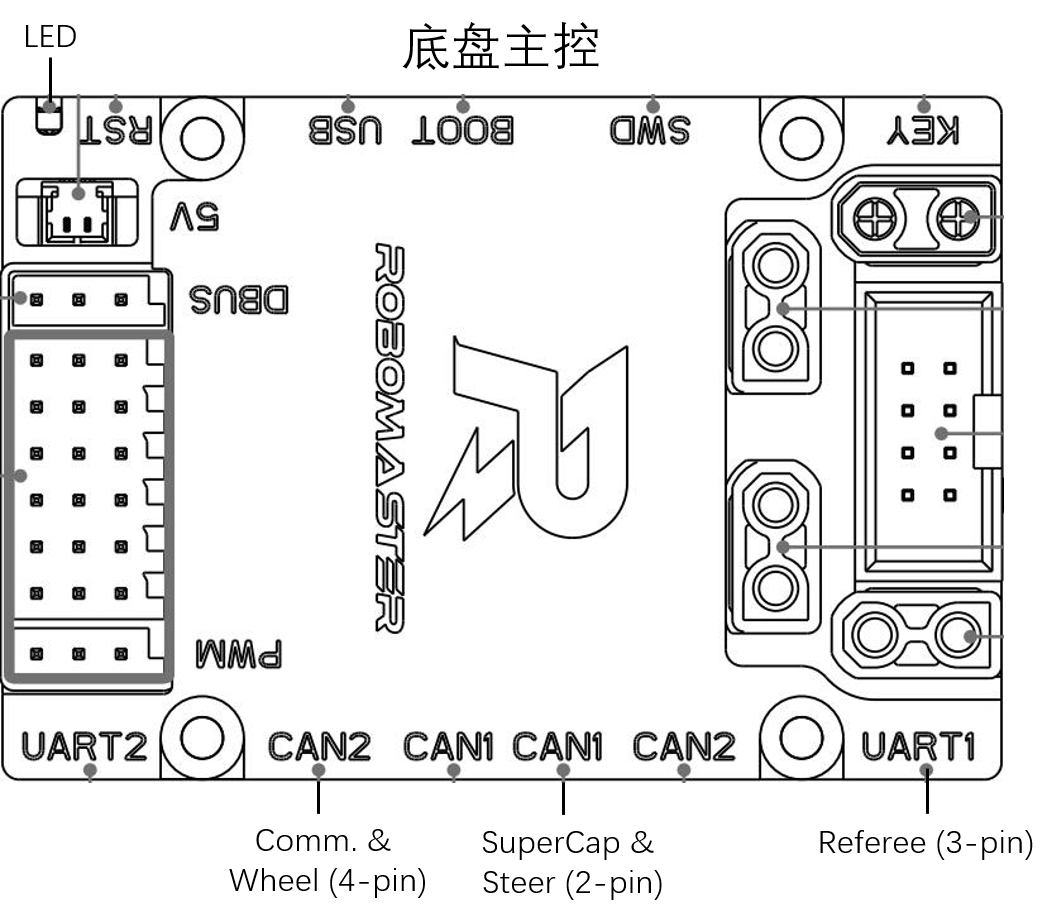 LED
底盘主控
RST
USB
BOOT
SWD
KEY
5V
DBUS
ROBOMASTER
PWM
UART2
CAN2
CAN1
CAN1
CAN2
UART1
Comm. &
Wheel (4-pin)
SuperCap &
Steer (2-pin)
Referee (3-pin)